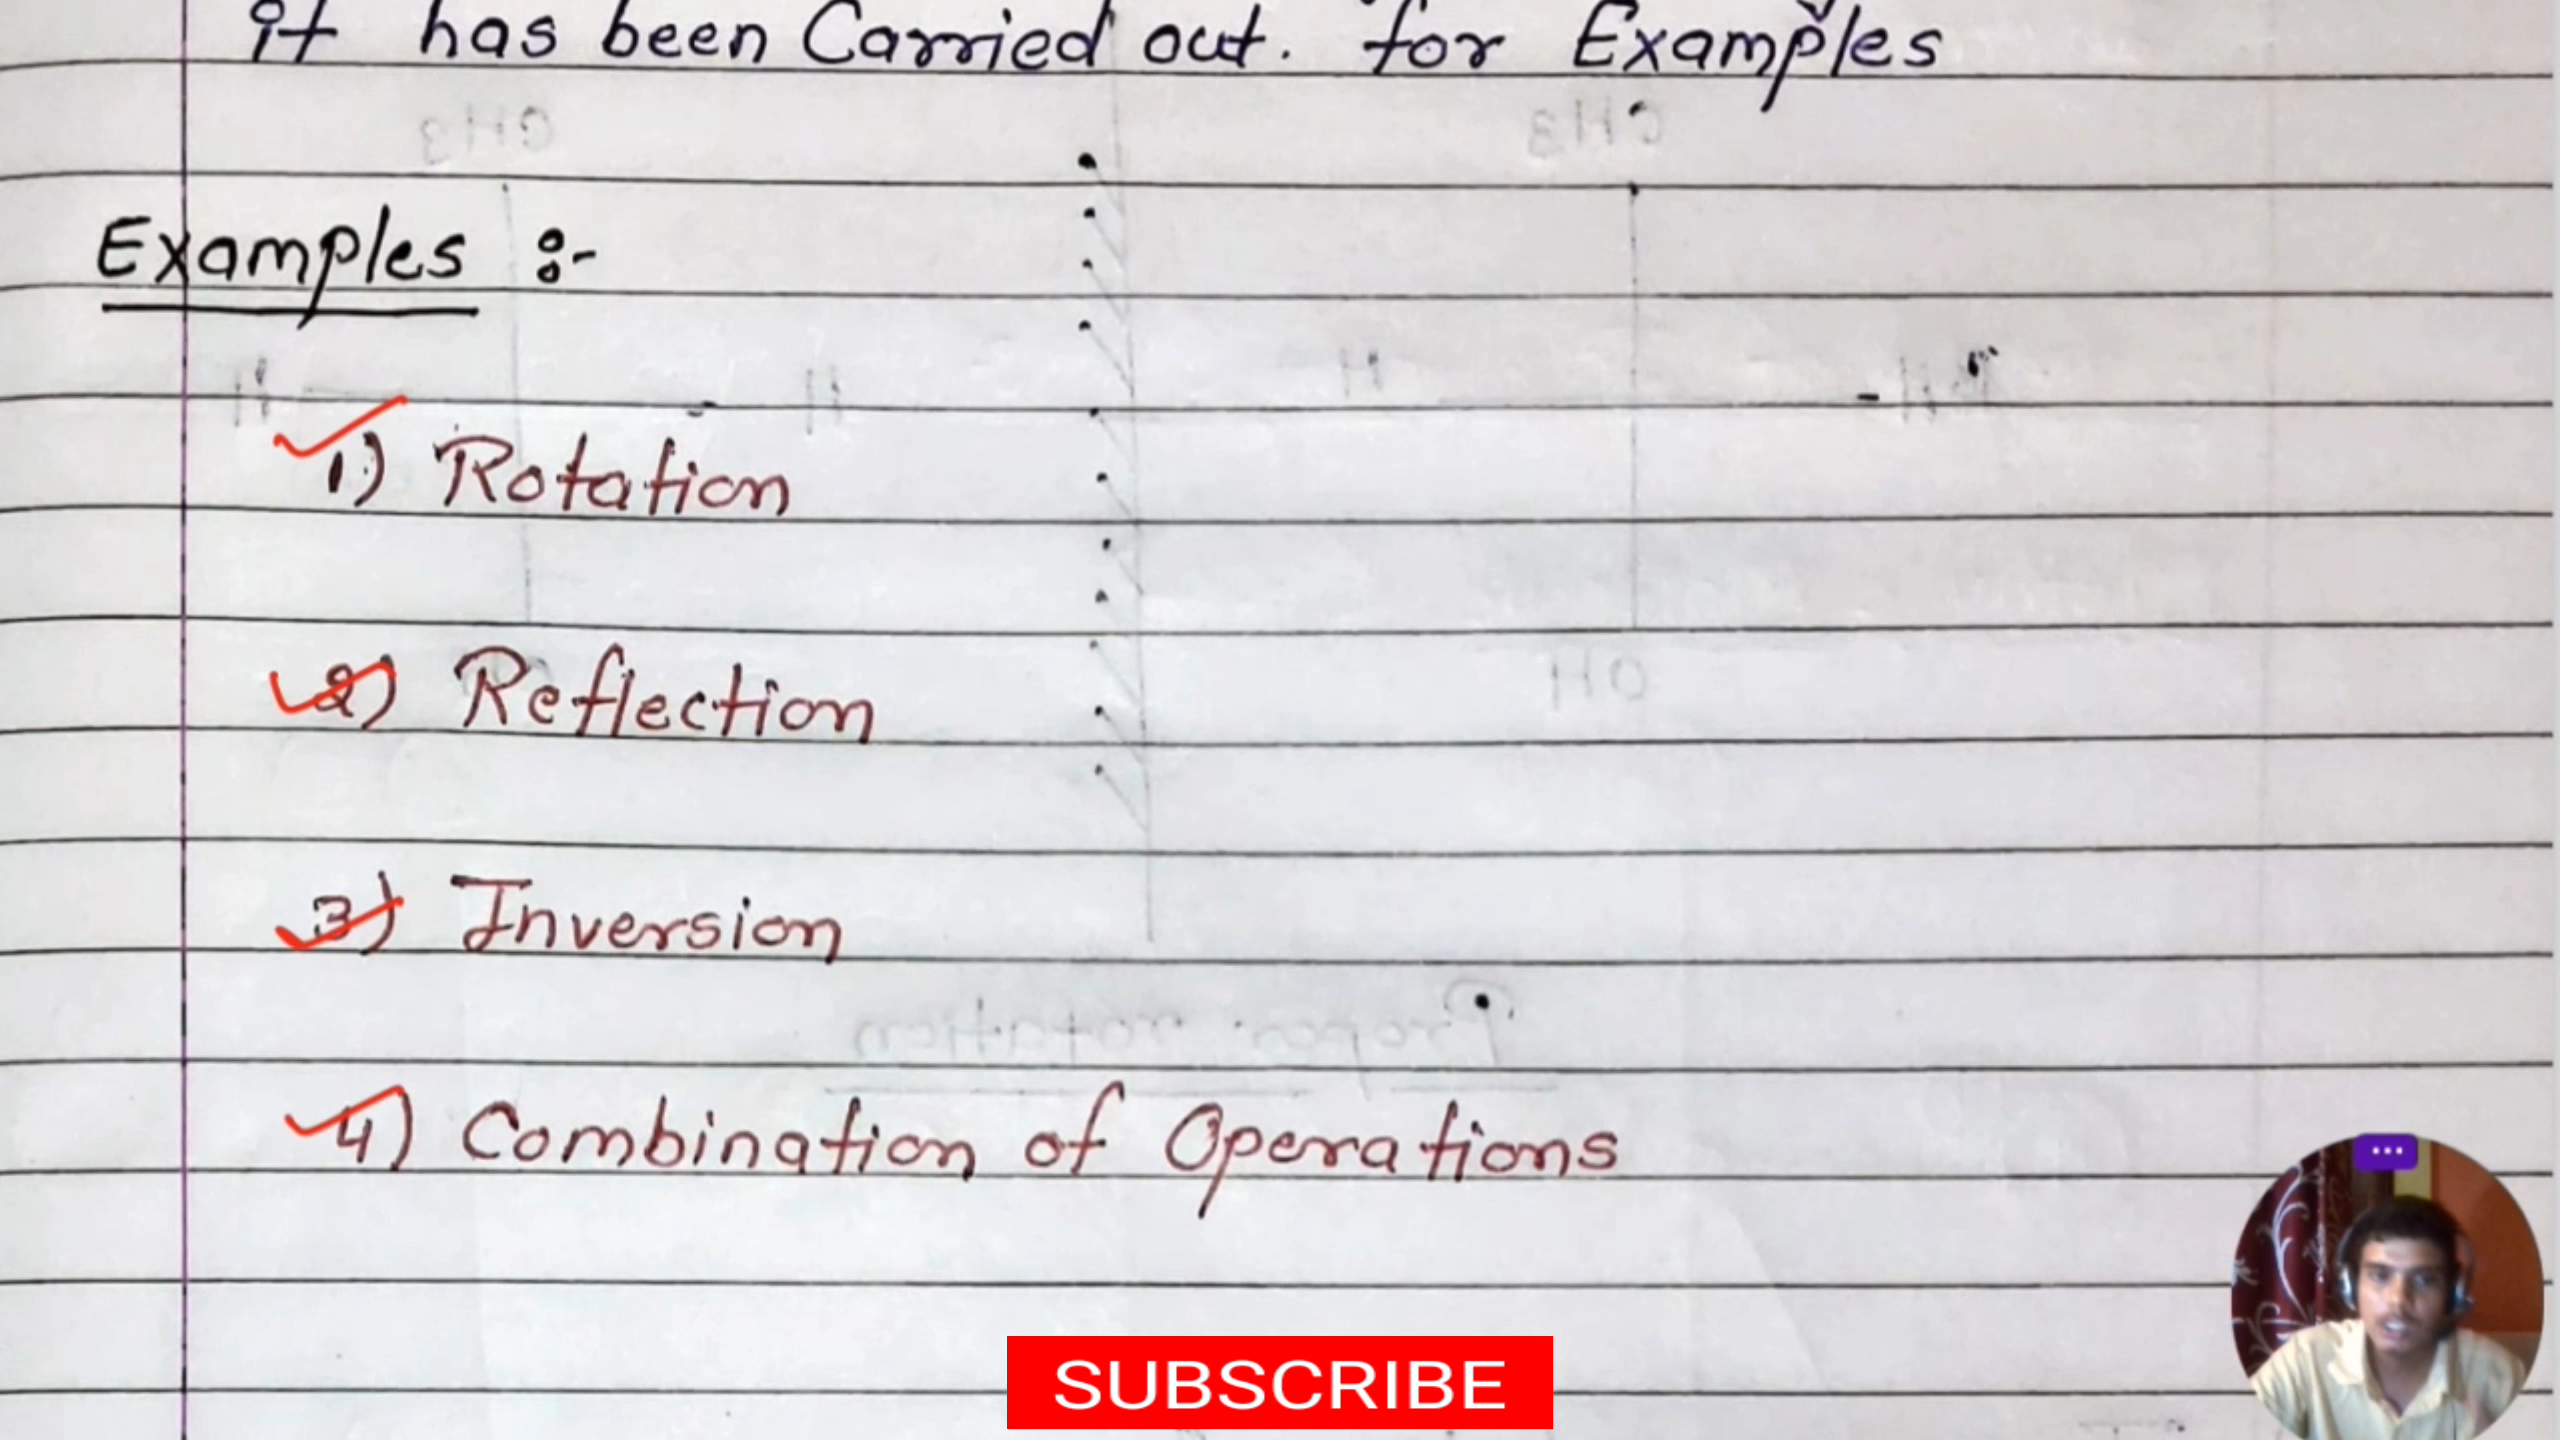 it has been Carried out. for Examples
Examples :-
1) Rotation
2) Reflection
3) Inversion
4) Combination of Operations
SUBSCRIBE